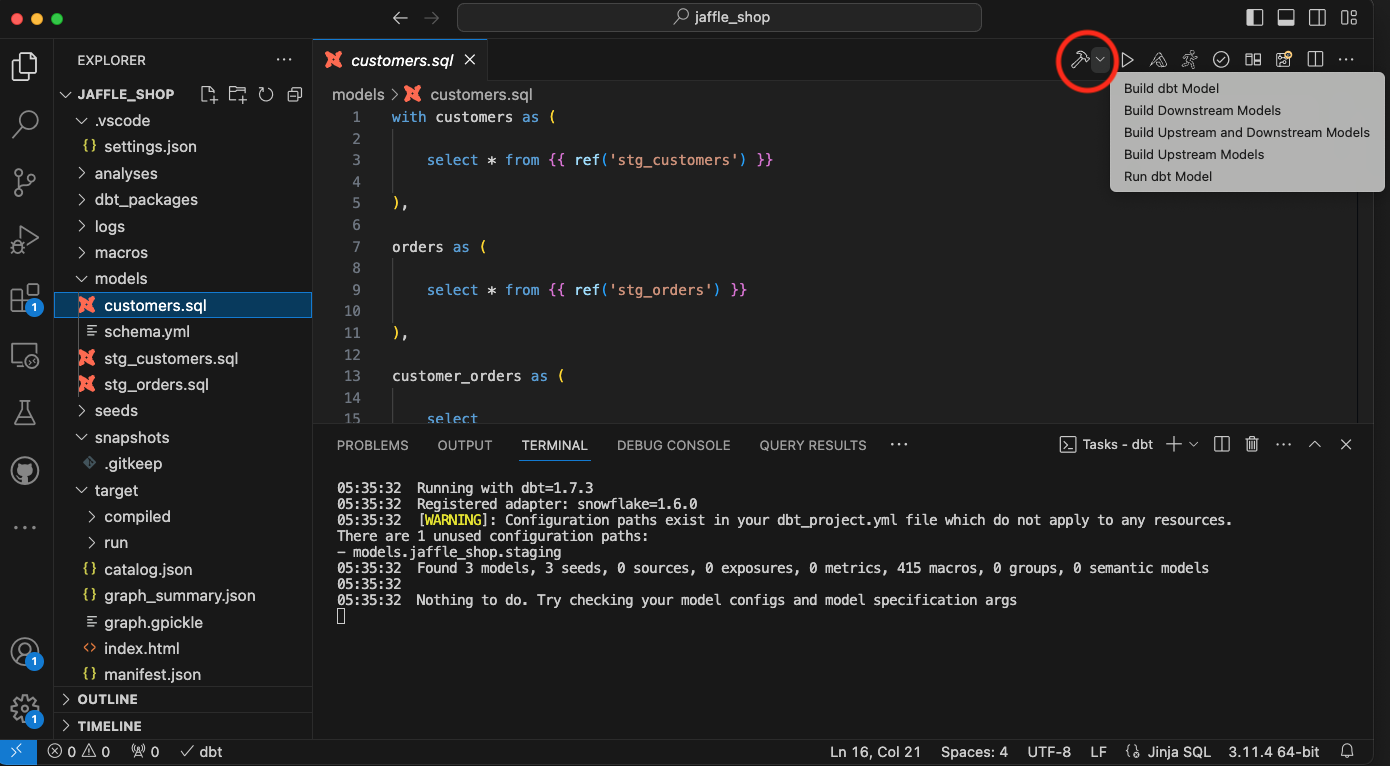 jaffle_shop
EXPLORER
JAFFLE_SHOP
.vscode
{} settings.json
analyses
dbt_packages
logs
macros
models
customers.sql
schema.yml
stg_customers.sql
stg_orders.sql
seeds
snapshots
.gitkeep
target
compiled
run
{} catalog.json
{} graph_summary.json
graph.gpickle
<> index.html
{} manifest.json
OUTLINE
TIMELINE
1
1
1
customers.sql
models > customers.sql
Build dbt Model
Build Downstream Models
Build Upstream and Downstream Models
Build Upstream Models
Run dbt Model
1 with customers as (
2
3 select * from {{ ref('stg_customers') }}
4
5 ),
6
7 orders as (
8
9 select * from {{ ref('stg_orders') }}
10
11 ),
12
13 customer_orders as (
14
15 select
PROBLEMS OUTPUT TERMINAL DEBUG CONSOLE QUERY RESULTS ... Tasks - dbt
05:35:32 Running with dbt=1.7.3
05:35:32 Registered adapter: snowflake=1.6.0
05:35:32 [WARNING]: Configuration paths exist in your dbt_project.yml file which do not apply to any resources.
There are 1 unused configuration paths:
- models.jaffle_shop.staging
05:35:32 Found 3 models, 3 seeds, 0 sources, 0 exposures, 0 metrics, 415 macros, 0 groups, 0 semantic models
05:35:32
05:35:32 Nothing to do. Try checking your model configs and model specification args
0 0 0 dbt Ln 16, Col 21 Spaces: 4 UTF-8 LF Jinja SQL 3.11.4 64-bit